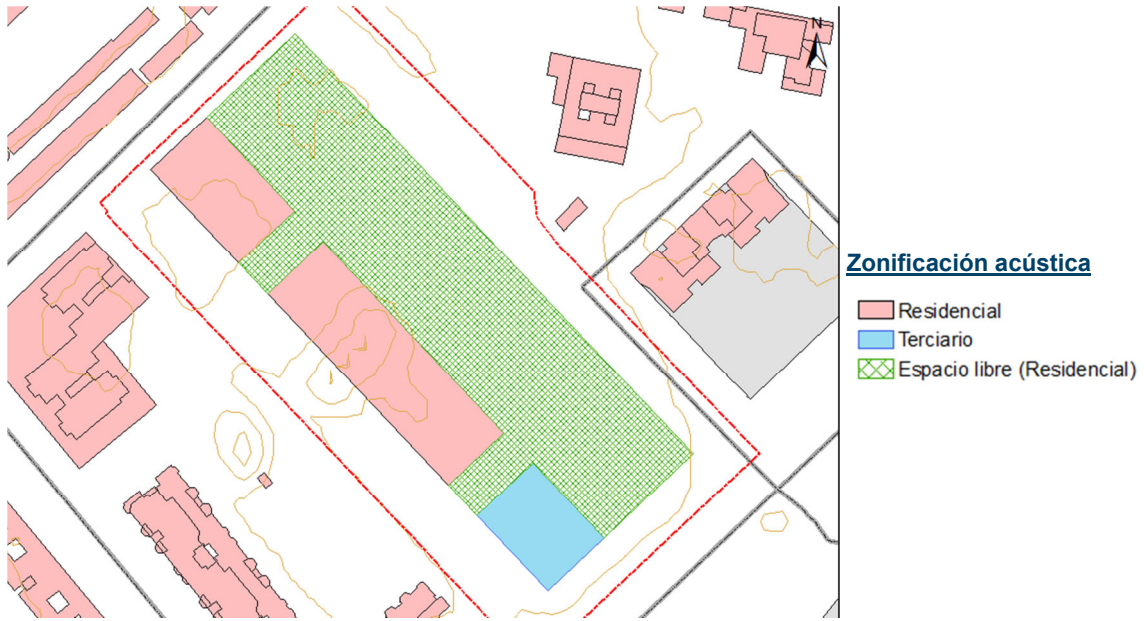 N
Zonificación acústica
Residencial
Terciario
Espacio libre (Residencial)